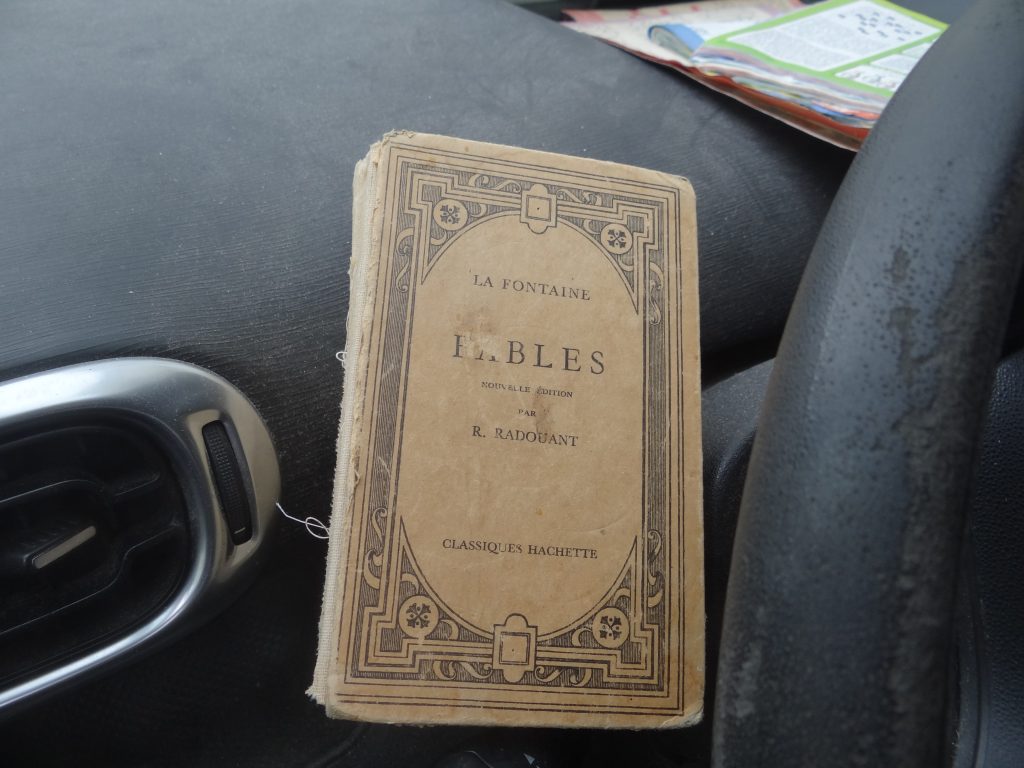 LA FONTAINE
FABLES
NOUVELLE ÉDITION
PAR
R. RADOUANT
CLASSIQUES HACHETTE